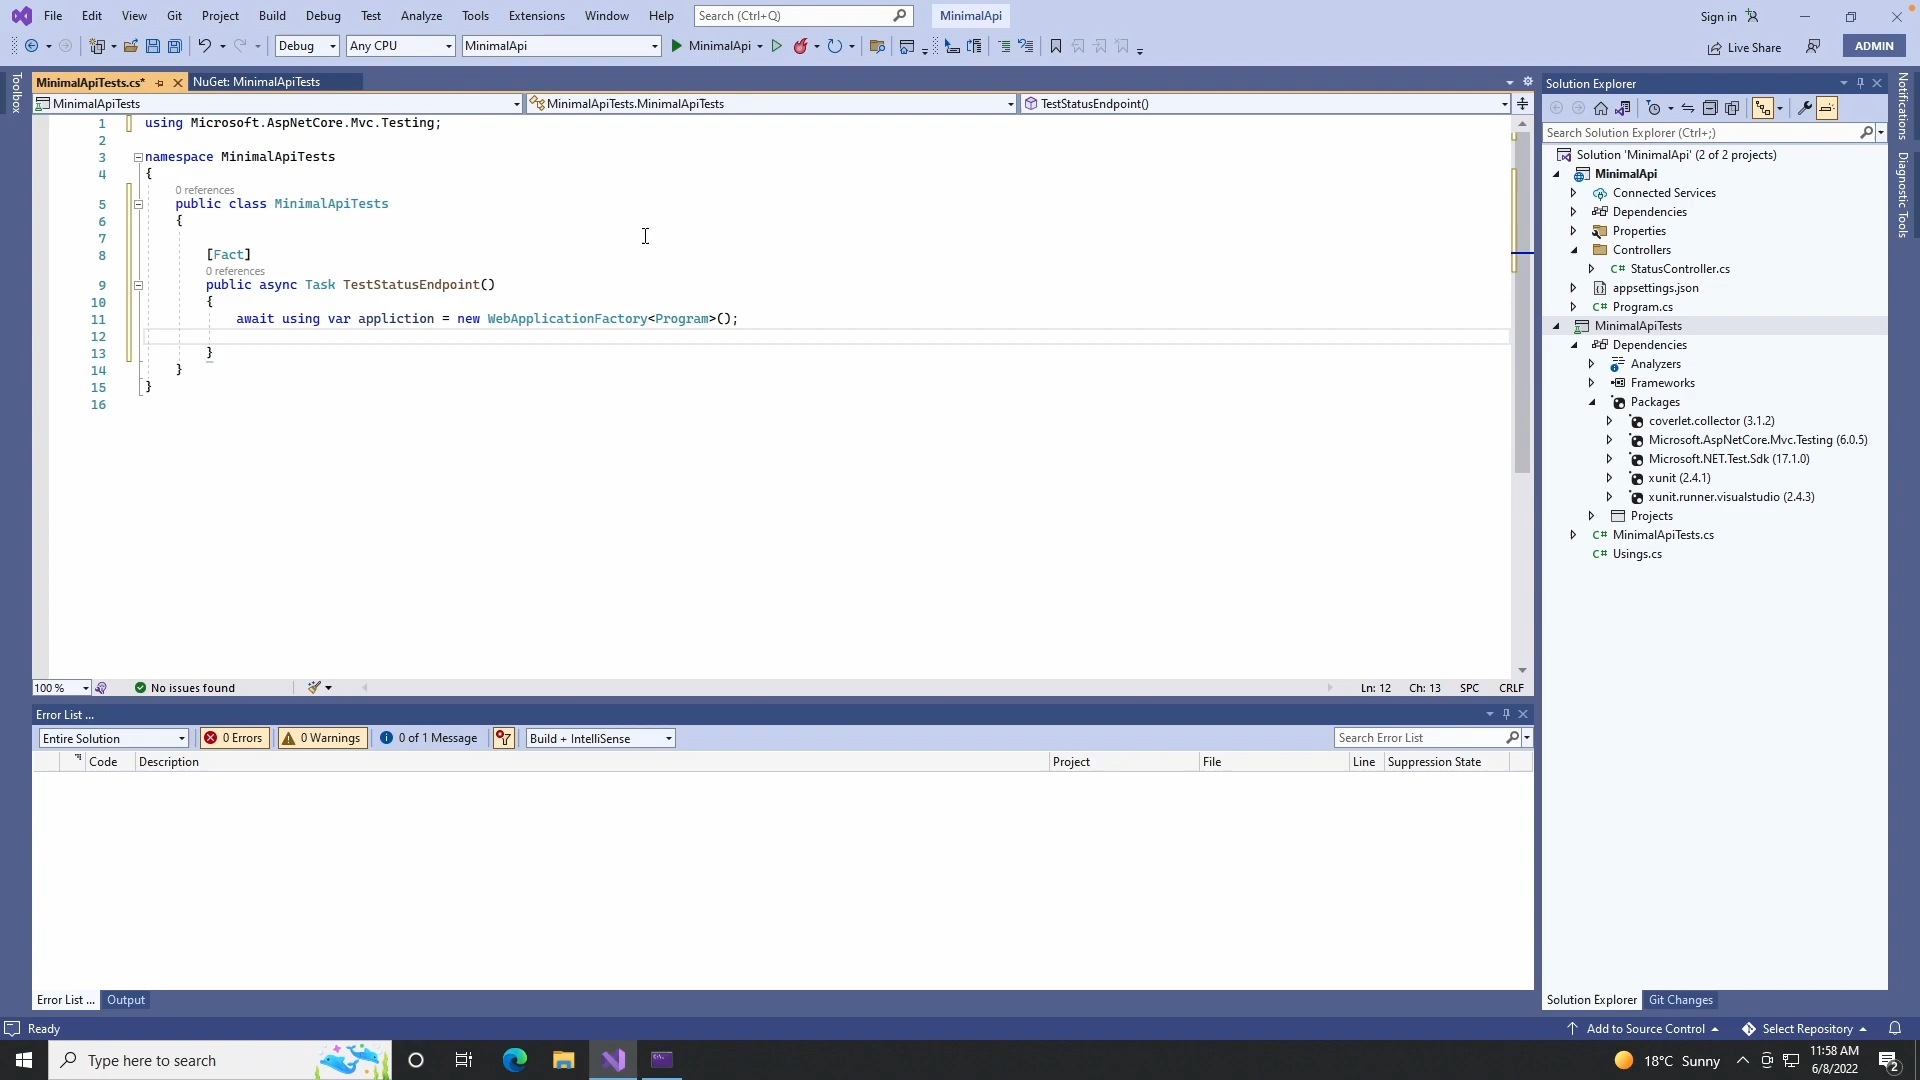 File Edit View Git Project Build Debug Test Analyze Tools Extensions Window Help Search (Ctrl+Q) MinimalApi Sign in
Debug Any CPU MinimalApi MinimalApi Live Share ADMIN
Toolbox
MinimalApiTests.cs* NuGet: MinimalApiTests
MinimalApiTests MinimalApiTests.MinimalApiTests TestStatusEndpoint()
1 using Microsoft.AspNetCore.Mvc.Testing;
2
3 namespace MinimalApiTests
4 {
0 references
5 public class MinimalApiTests
6 {
7
8 [Fact]
0 references
9 public async Task TestStatusEndpoint()
10 {
11 await using var appliction = new WebApplicationFactory<Program>();
12
13 }
14 }
15 }
16
100 % No issues found Ln: 12 Ch: 13 SPC CRLF
Error List ...
Entire Solution 0 Errors 0 Warnings 0 of 1 Message Build + IntelliSense Search Error List
Code Description Project File Line Suppression State
Error List ... Output
Solution Explorer
Search Solution Explorer (Ctrl+;)
Solution 'MinimalApi' (2 of 2 projects)
MinimalApi
Connected Services
Dependencies
Properties
Controllers
C# StatusController.cs
appsettings.json
C# Program.cs
MinimalApiTests
Dependencies
Analyzers
Frameworks
Packages
coverlet.collector (3.1.2)
Microsoft.AspNetCore.Mvc.Testing (6.0.5)
Microsoft.NET.Test.Sdk (17.1.0)
xunit (2.4.1)
xunit.runner.visualstudio (2.4.3)
Projects
C# MinimalApiTests.cs
C# Usings.cs
Solution Explorer Git Changes
Notifications
Diagnostic Tools
Ready Add to Source Control Select Repository
Type here to search 18°C Sunny 11:58 AM
6/8/2022
2